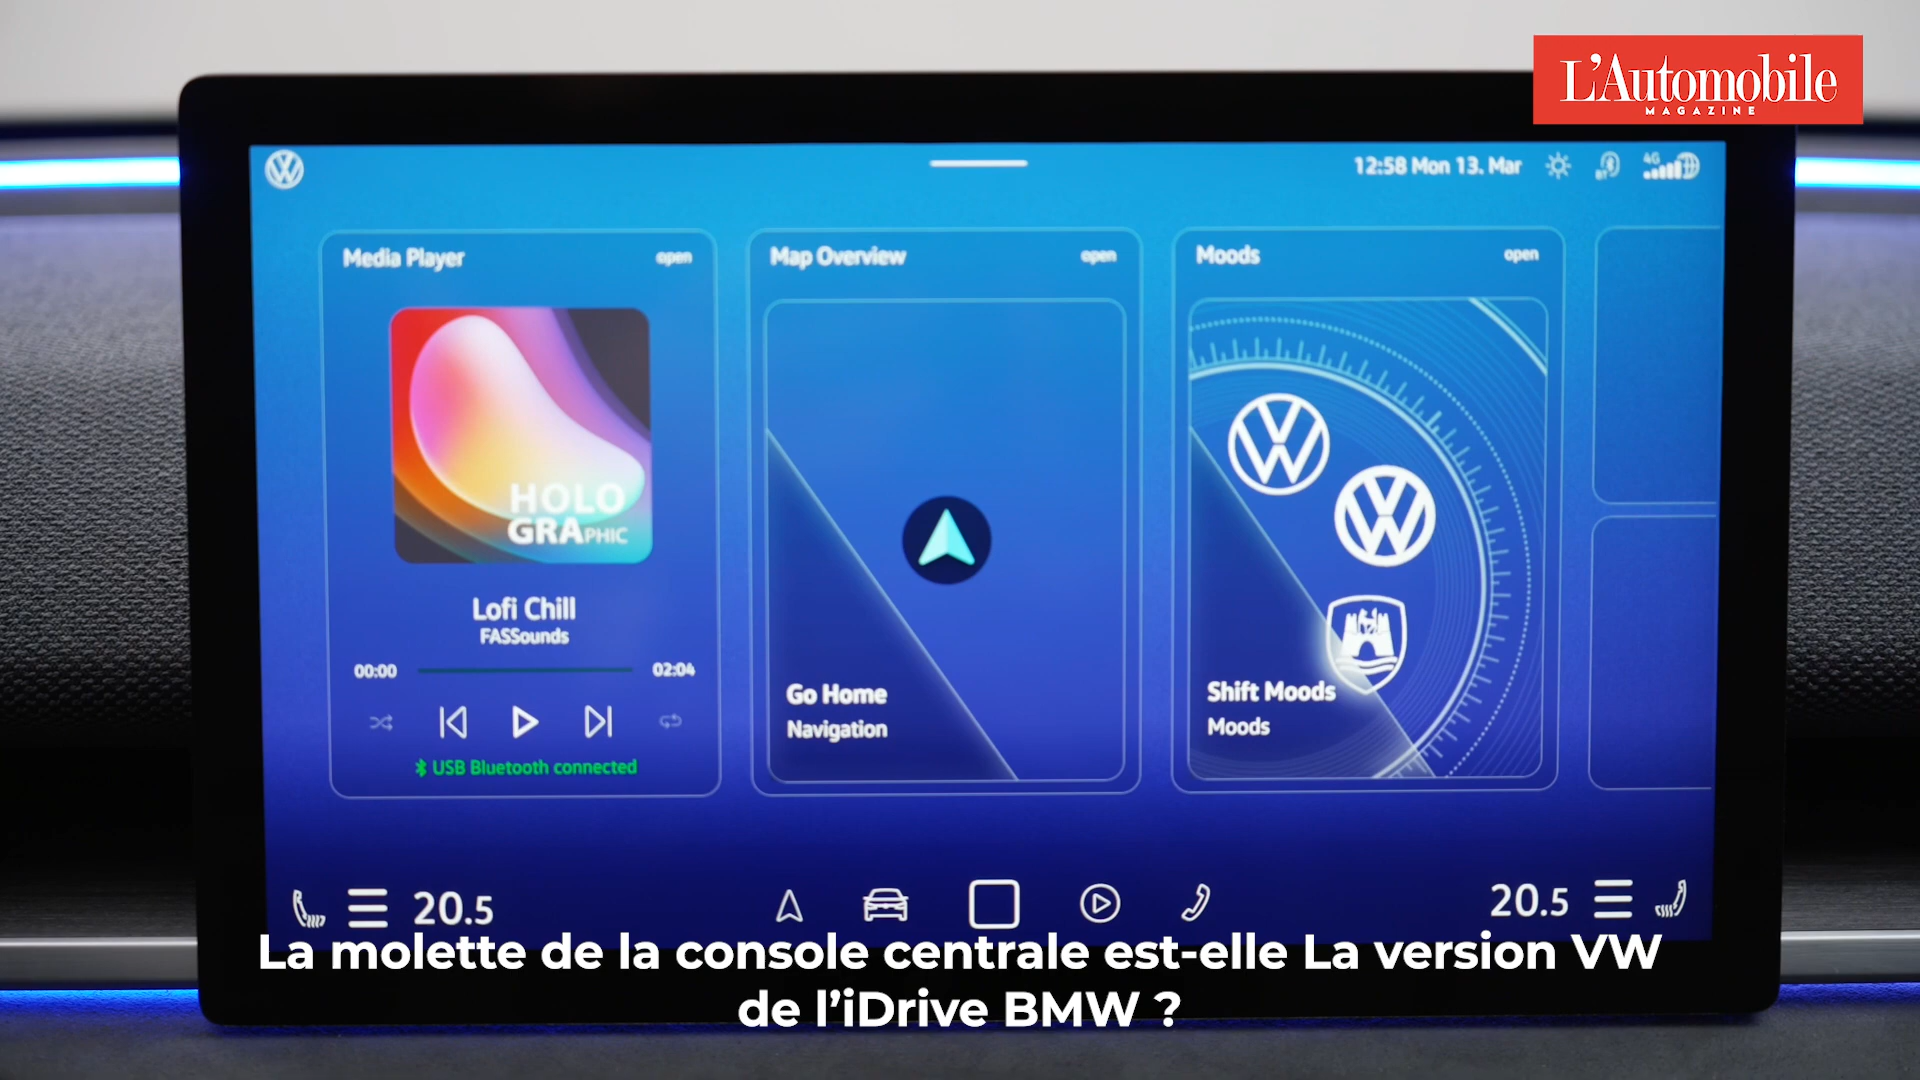 L'Automobile
MAGAZINE
12:58 Mon 13. Mar
BT
4G
Media Player open
Map Overview open
Moods open
HOLO
GRAPHIC
Lofi Chill
FASSounds
00:00 02:04
USB Bluetooth connected
Go Home
Navigation
Shift Moods
Moods
20.5
20.5
La molette de la console centrale est-elle La version VW
de l’iDrive BMW ?